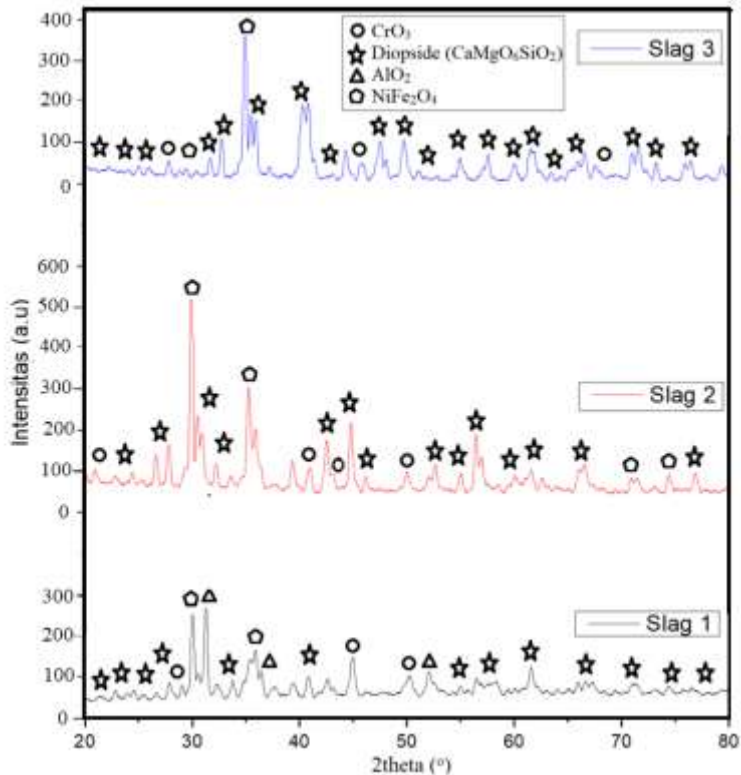 400
300
200
100
0
CrO₃
Diopside (CaMgO₆SiO₂)
AlO₂
NiFe₂O₄
Slag 3
600
500
400
300
200
100
0
Slag 2
300
200
100
0
Slag 1
Intensitas (a.u)
20 30 40 50 60 70 80
2theta (°)